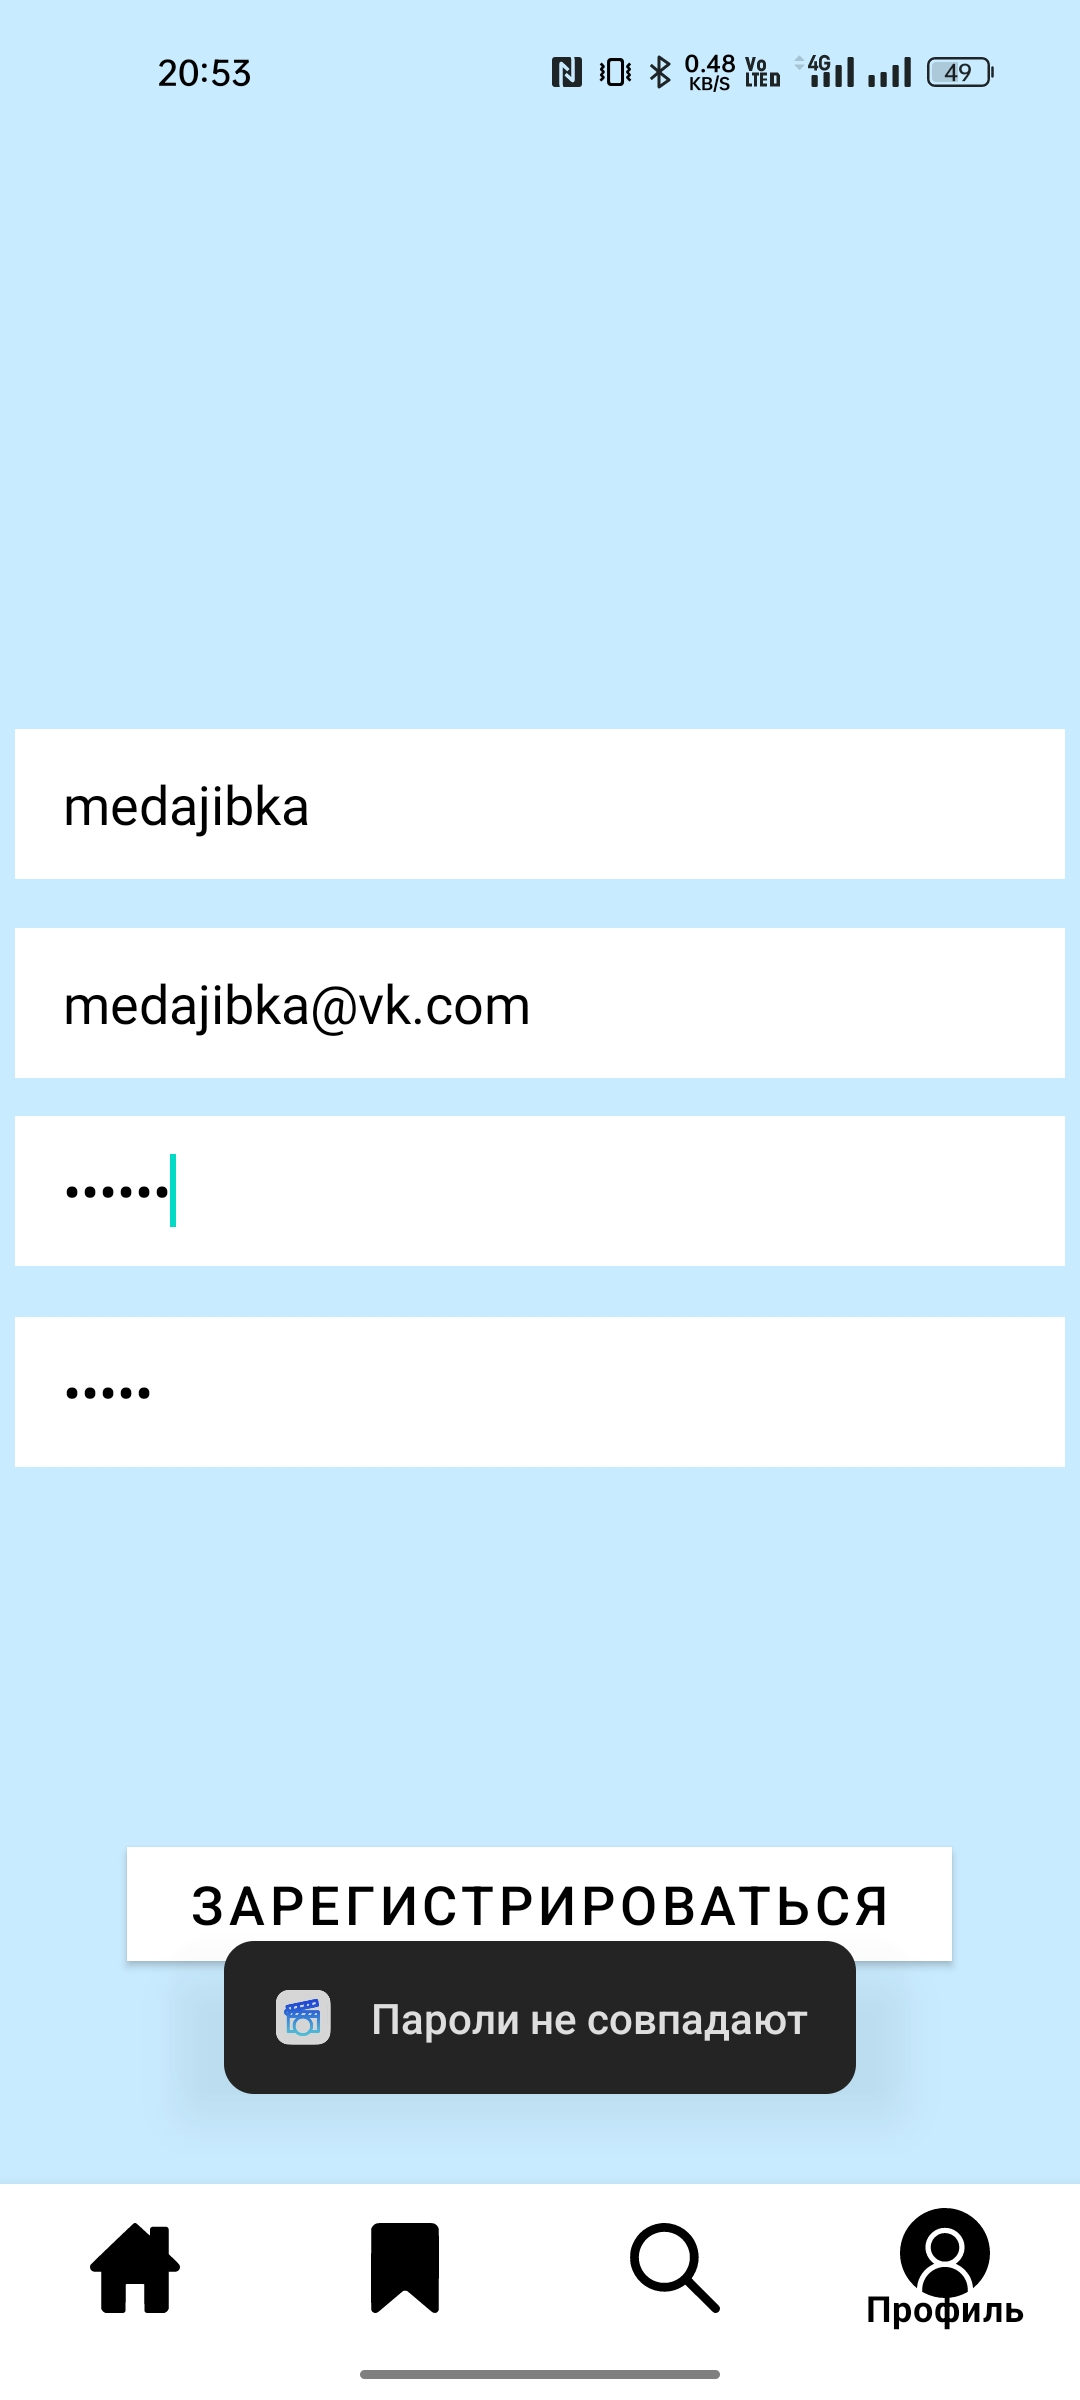 20:53
0.48 KB/S Vo LTE 4G 49
medajibka
medajibka@vk.com
••••••
•••••
ЗАРЕГИСТРИРОВАТЬСЯ
Пароли не совпадают
Профиль